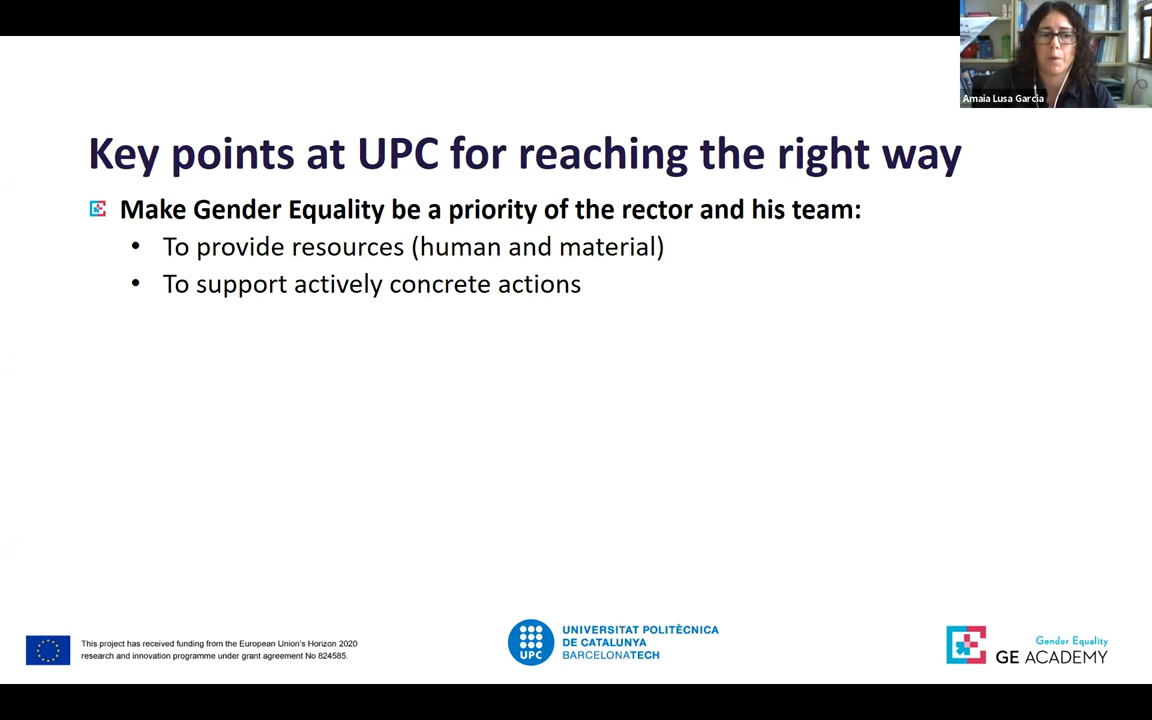 Amaia Lusa García
Key points at UPC for reaching the right way
Make Gender Equality be a priority of the rector and his team:
• To provide resources (human and material)
• To support actively concrete actions
This project has received funding from the European Union's Horizon 2020
research and innovation programme under grant agreement No 824585.
UPC
UNIVERSITAT POLITÈCNICA
DE CATALUNYA
BARCELONATECH
Gender Equality
GE ACADEMY